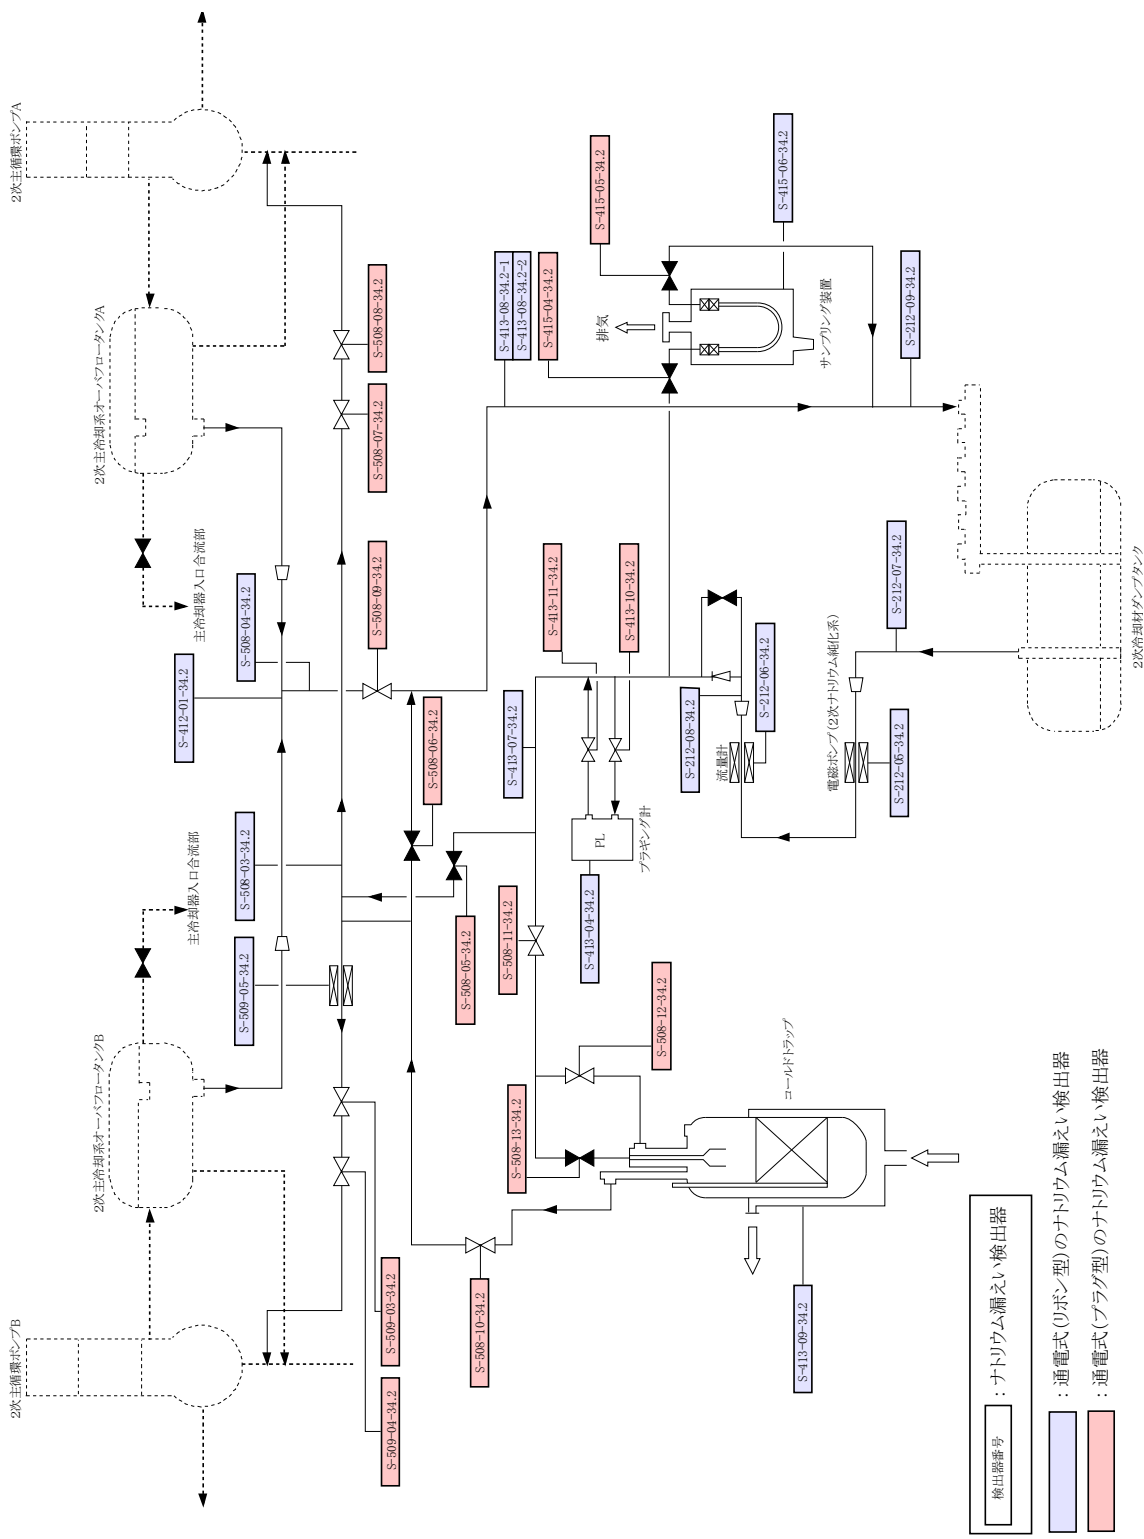 2次主循環ポンプB
2次主冷却系オーバフロータンクB
主冷却器入口合流部
2次主冷却系オーバフロータンクA
主冷却器入口合流部
2次主循環ポンプA
S-509-04-34.2
S-509-03-34.2
S-509-05-34.2
S-508-03-34.2
S-412-01-34.2
S-508-04-34.2
S-508-09-34.2
S-508-07-34.2
S-508-08-34.2
S-508-10-34.2
S-508-13-34.2
S-508-05-34.2
S-508-11-34.2
S-508-06-34.2
S-413-07-34.2
S-413-11-34.2
S-413-10-34.2
S-413-08-34.2-1
S-413-08-34.2-2
S-415-04-34.2
S-415-05-34.2
S-415-06-34.2
排気
サンプリング装置
S-508-12-34.2
S-413-04-34.2
PL
プラギング計
S-212-08-34.2
流量計
S-212-06-34.2
S-212-09-34.2
コールドトラップ
S-413-09-34.2
電磁ポンプ(2次ナトリウム純化系)
S-212-05-34.2
S-212-07-34.2
2次冷却材ダンプタンク
検出器番号
:ナトリウム漏えい検出器
:通電式(リボン型)のナトリウム漏えい検出器
:通電式(プラグ型)のナトリウム漏えい検出器